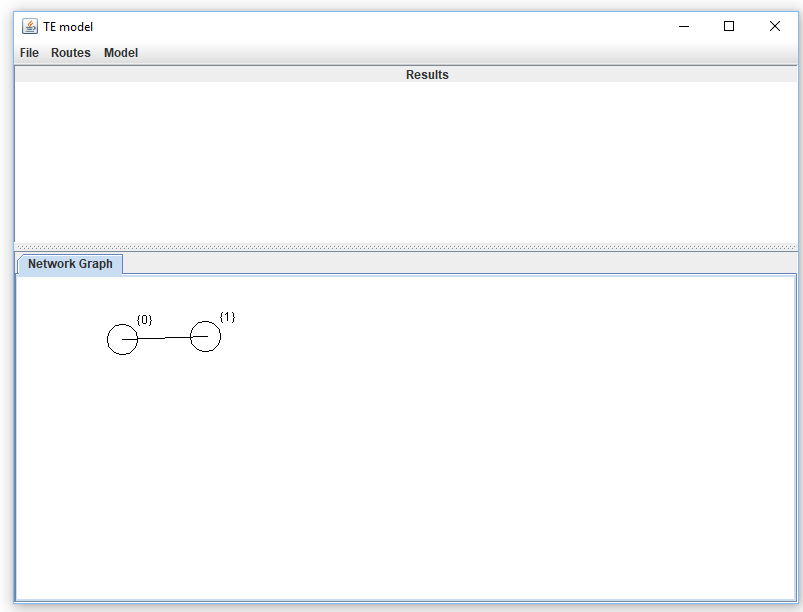 TE model
File Routes Model
Results
Network Graph
{0}
{1}